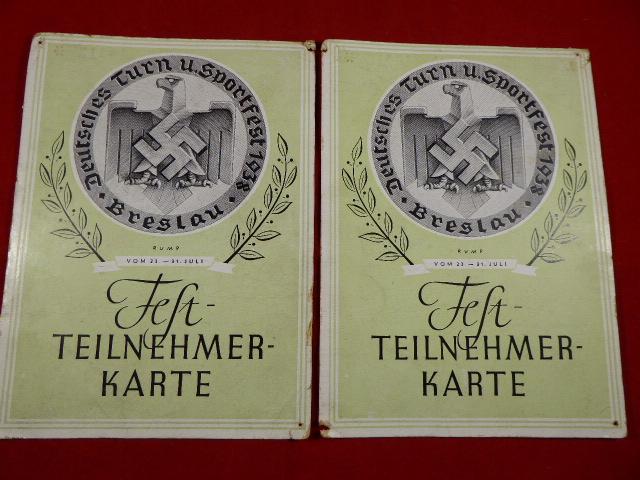 Deutsches Turn u. Sportfest 1938
· Breslau ·
RUMP
VOM 23. — 31. JULI
Fest-
TEILNEHMER-
KARTE
Deutsches Turn u. Sportfest 1938
· Breslau ·
RUMP
VOM 23. — 31. JULI
Fest-
TEILNEHMER-
KARTE